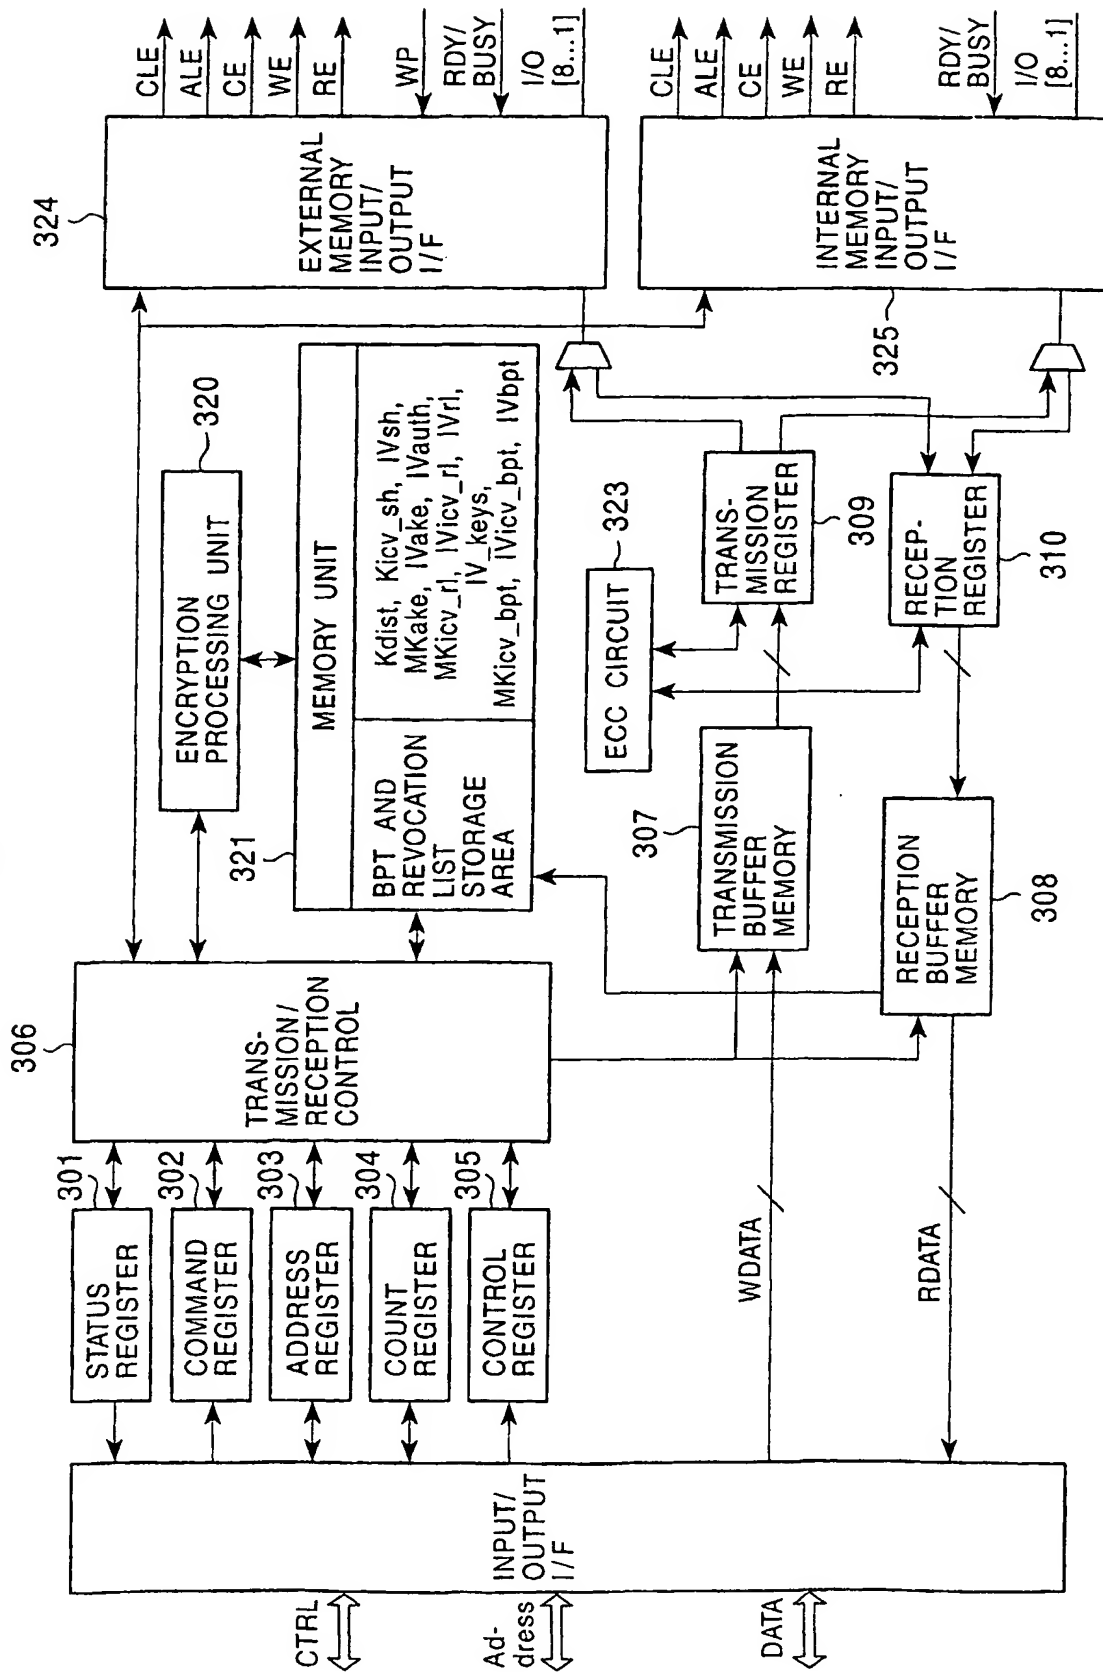 CTRL
Ad-
dress
DATA
INPUT/
OUTPUT
I/F
301
STATUS
REGISTER
302
COMMAND
REGISTER
303
ADDRESS
REGISTER
304
COUNT
REGISTER
305
CONTROL
REGISTER
WDATA
RDATA
306
TRANS-
MISSION/
RECEPTION
CONTROL
320
ENCRYPTION
PROCESSING UNIT
321
MEMORY UNIT
BPT AND
REVOCATION
LIST
STORAGE
AREA
Kdist, Kicv_sh, IVsh,
MKake, IVake, IVauth,
MKicv_rl, IVicv_rl, IVrl,
IV_keys,
MKicv_bpt, IVicv_bpt, IVbpt
307
TRANSMISSION
BUFFER
MEMORY
RECEPTION
BUFFER
MEMORY
308
ECC CIRCUIT
323
TRANS-
MISSION
REGISTER
309
RECEP-
TION
REGISTER
310
324
EXTERNAL
MEMORY
INPUT/
OUTPUT
I/F
CLE
ALE
CE
WE
RE
WP
RDY/
BUSY
I/O
[8...1]
325
INTERNAL
MEMORY
INPUT/
OUTPUT
I/F
CLE
ALE
CE
WE
RE
RDY/
BUSY
I/O
[8...1]